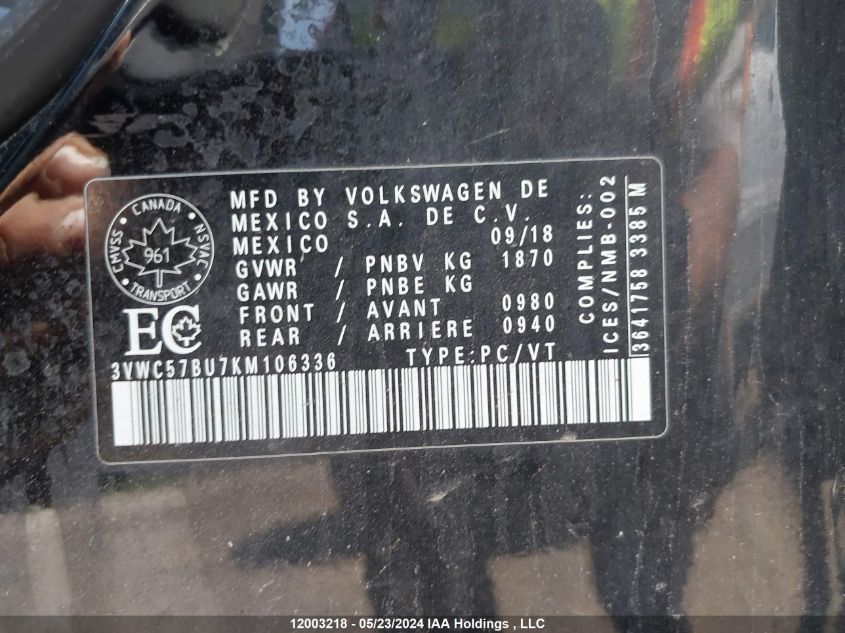 MFD BY VOLKSWAGEN DE
MEXICO S.A. DE C.V.
MEXICO 09/18
GVWR / PNBV KG 1870
GAWR / PNBE KG
FRONT / AVANT 0980
REAR / ARRIERE 0940
CANADA
CMVSS NSVAC
961
TRANSPORT
EC
3VWC57BU7KM106336 TYPE:PC/VT
COMPLIES:
ICES/NMB-002
3641758 3385 M
12003218 - 05/23/2024 IAA Holdings , LLC